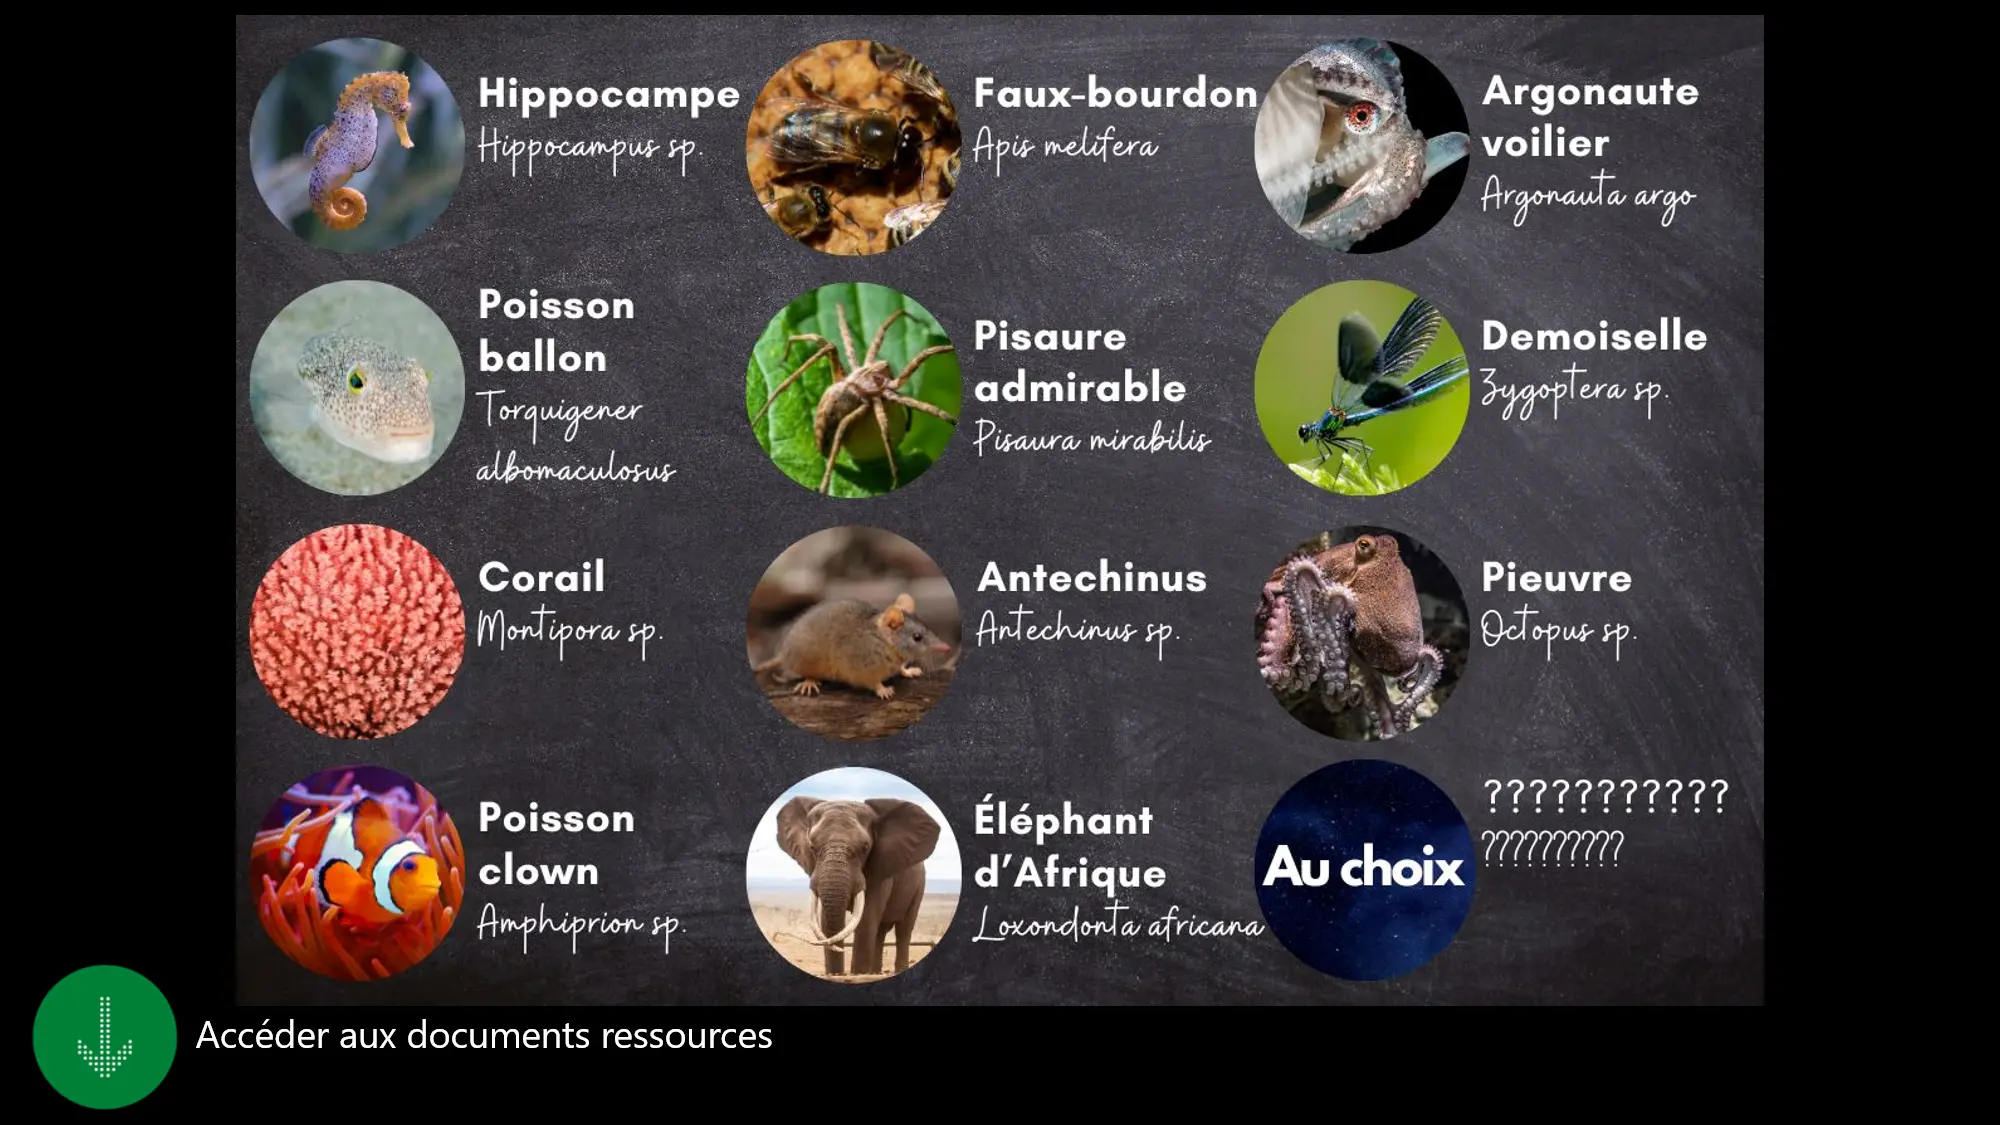 Hippocampe
Hippocampus sp.
Faux-bourdon
Apis melifera
Argonaute
voilier
Argonauta argo
Poisson
ballon
Torquigener
albomaculosus
Pisaure
admirable
Pisaura mirabilis
Demoiselle
Zygoptera sp.
Corail
Montipora sp.
Antechinus
Antechinus sp.
Pieuvre
Octopus sp.
Poisson
clown
Amphiprion sp.
Éléphant
d’Afrique
Loxondonta africana
Au choix
???????????
??????????
Accéder aux documents ressources